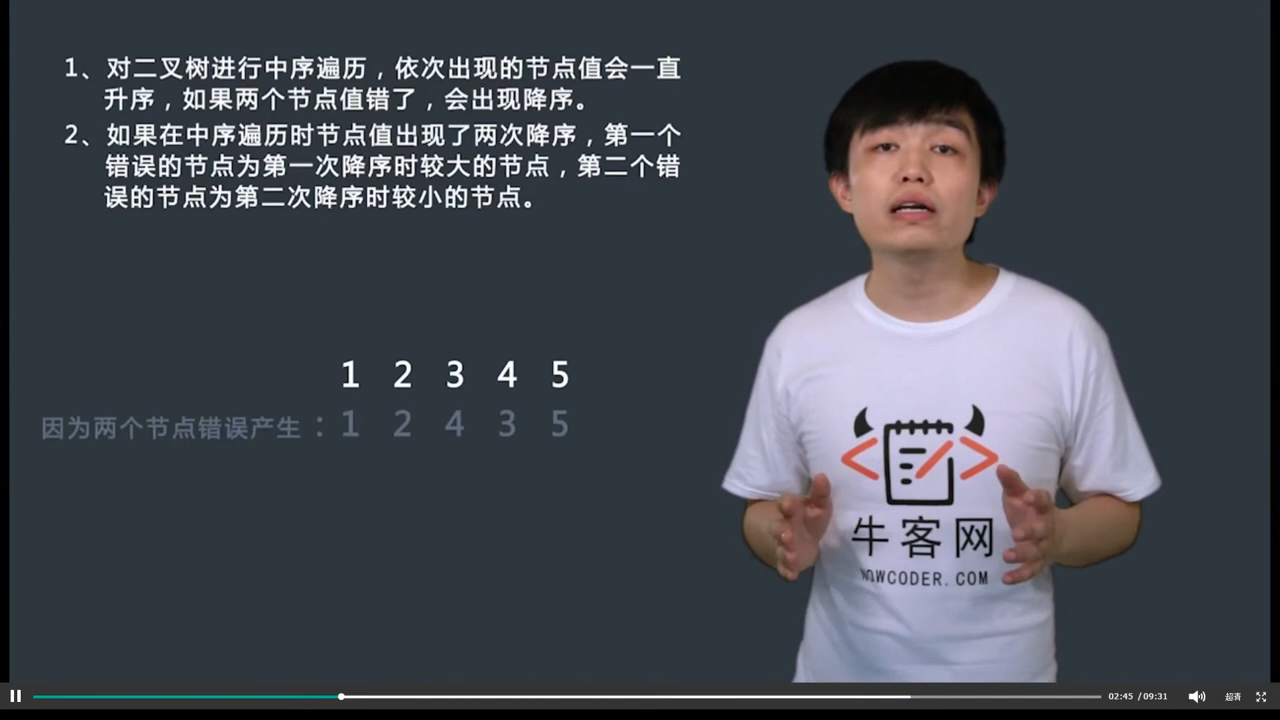 1、对二叉树进行中序遍历，依次出现的节点值会一直
升序，如果两个节点值错了，会出现降序。
2、如果在中序遍历时节点值出现了两次降序，第一个
错误的节点为第一次降序时较大的节点，第二个错
误的节点为第二次降序时较小的节点。
1 2 3 4 5
因为两个节点错误产生：1 2 4 3 5
牛客网
NOWCODER.COM
02:45 / 09:31
超清